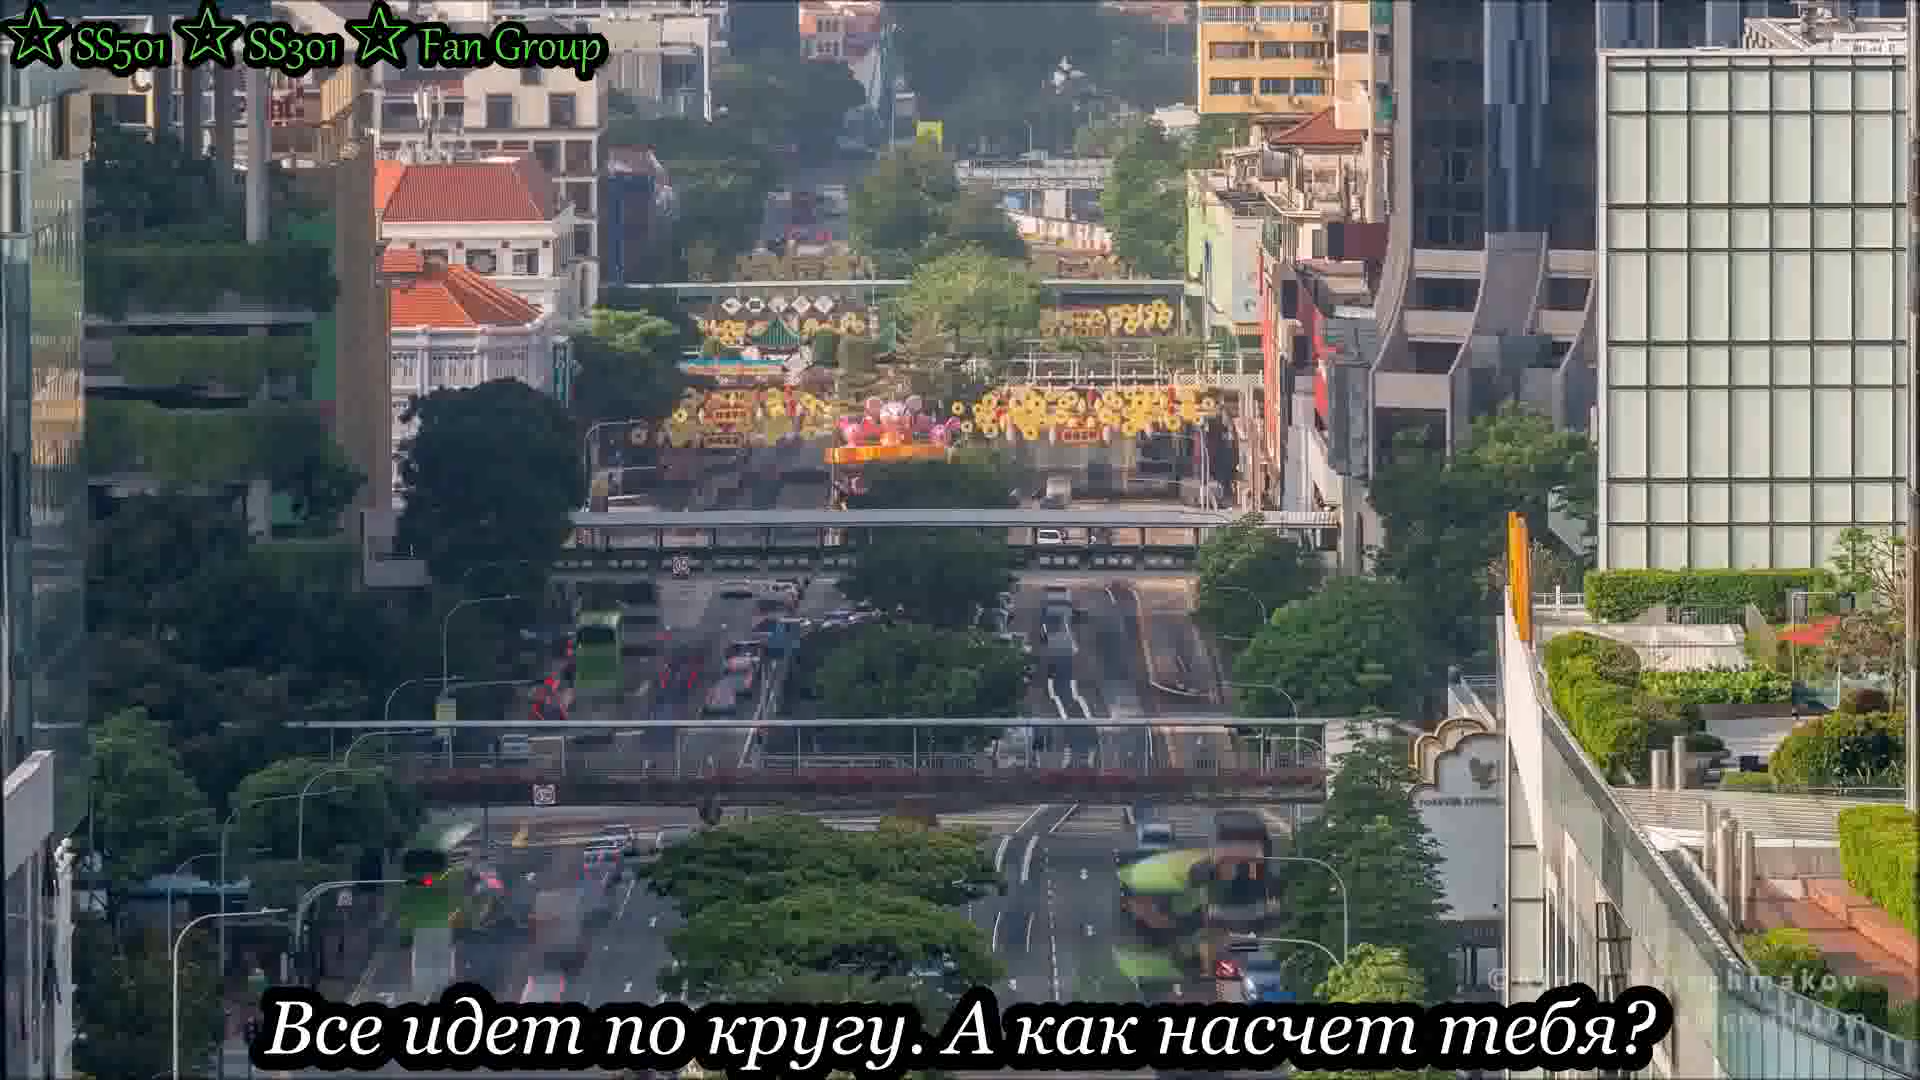 ☆ SS501 ☆ SS301 ☆ Fan Group
Все идет по кругу. А как насчет тебя?